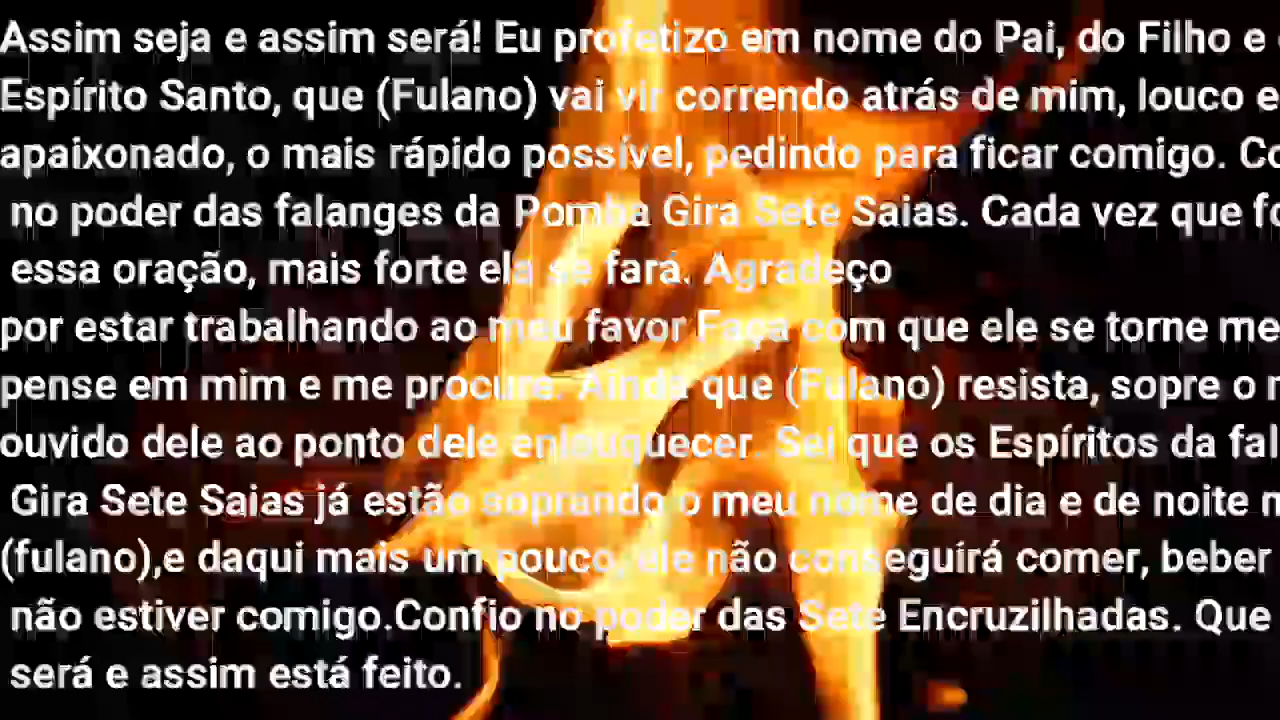 Assim seja e assim será! Eu profetizo em nome do Pai, do Filho e
Espírito Santo, que (Fulano) vai vir correndo atrás de mim, louco e
apaixonado, o mais rápido possível, pedindo para ficar comigo. Co
no poder das falanges da Pomba Gira Sete Saias. Cada vez que fo
essa oração, mais forte ela se fará. Agradeço
por estar trabalhando ao meu favor Faça com que ele se torne me
pense em mim e me procure. Ainda que (Fulano) resista, sopre o
ouvido dele ao ponto dele enlouquecer. Sei que os Espíritos da fal
Gira Sete Saias já estão soprando o meu nome de dia e de noite n
(fulano),e daqui mais um pouco, ele não conseguirá comer, beber
não estiver comigo.Confio no poder das Sete Encruzilhadas. Que
será e assim está feito.